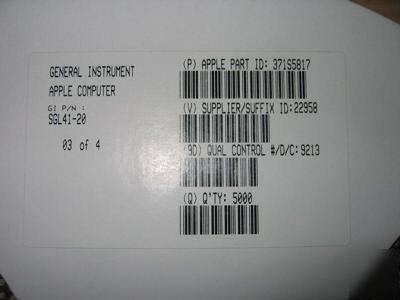 GENERAL INSTRUMENT
APPLE COMPUTER
GI P/N :
SGL41-20
03 of 4
(P) APPLE PART ID: 371S5817
(V) SUPPLIER/SUFFIX ID:22958
(9D) QUAL CONTROL #/D/C:9213
(Q) Q'TY: 5000